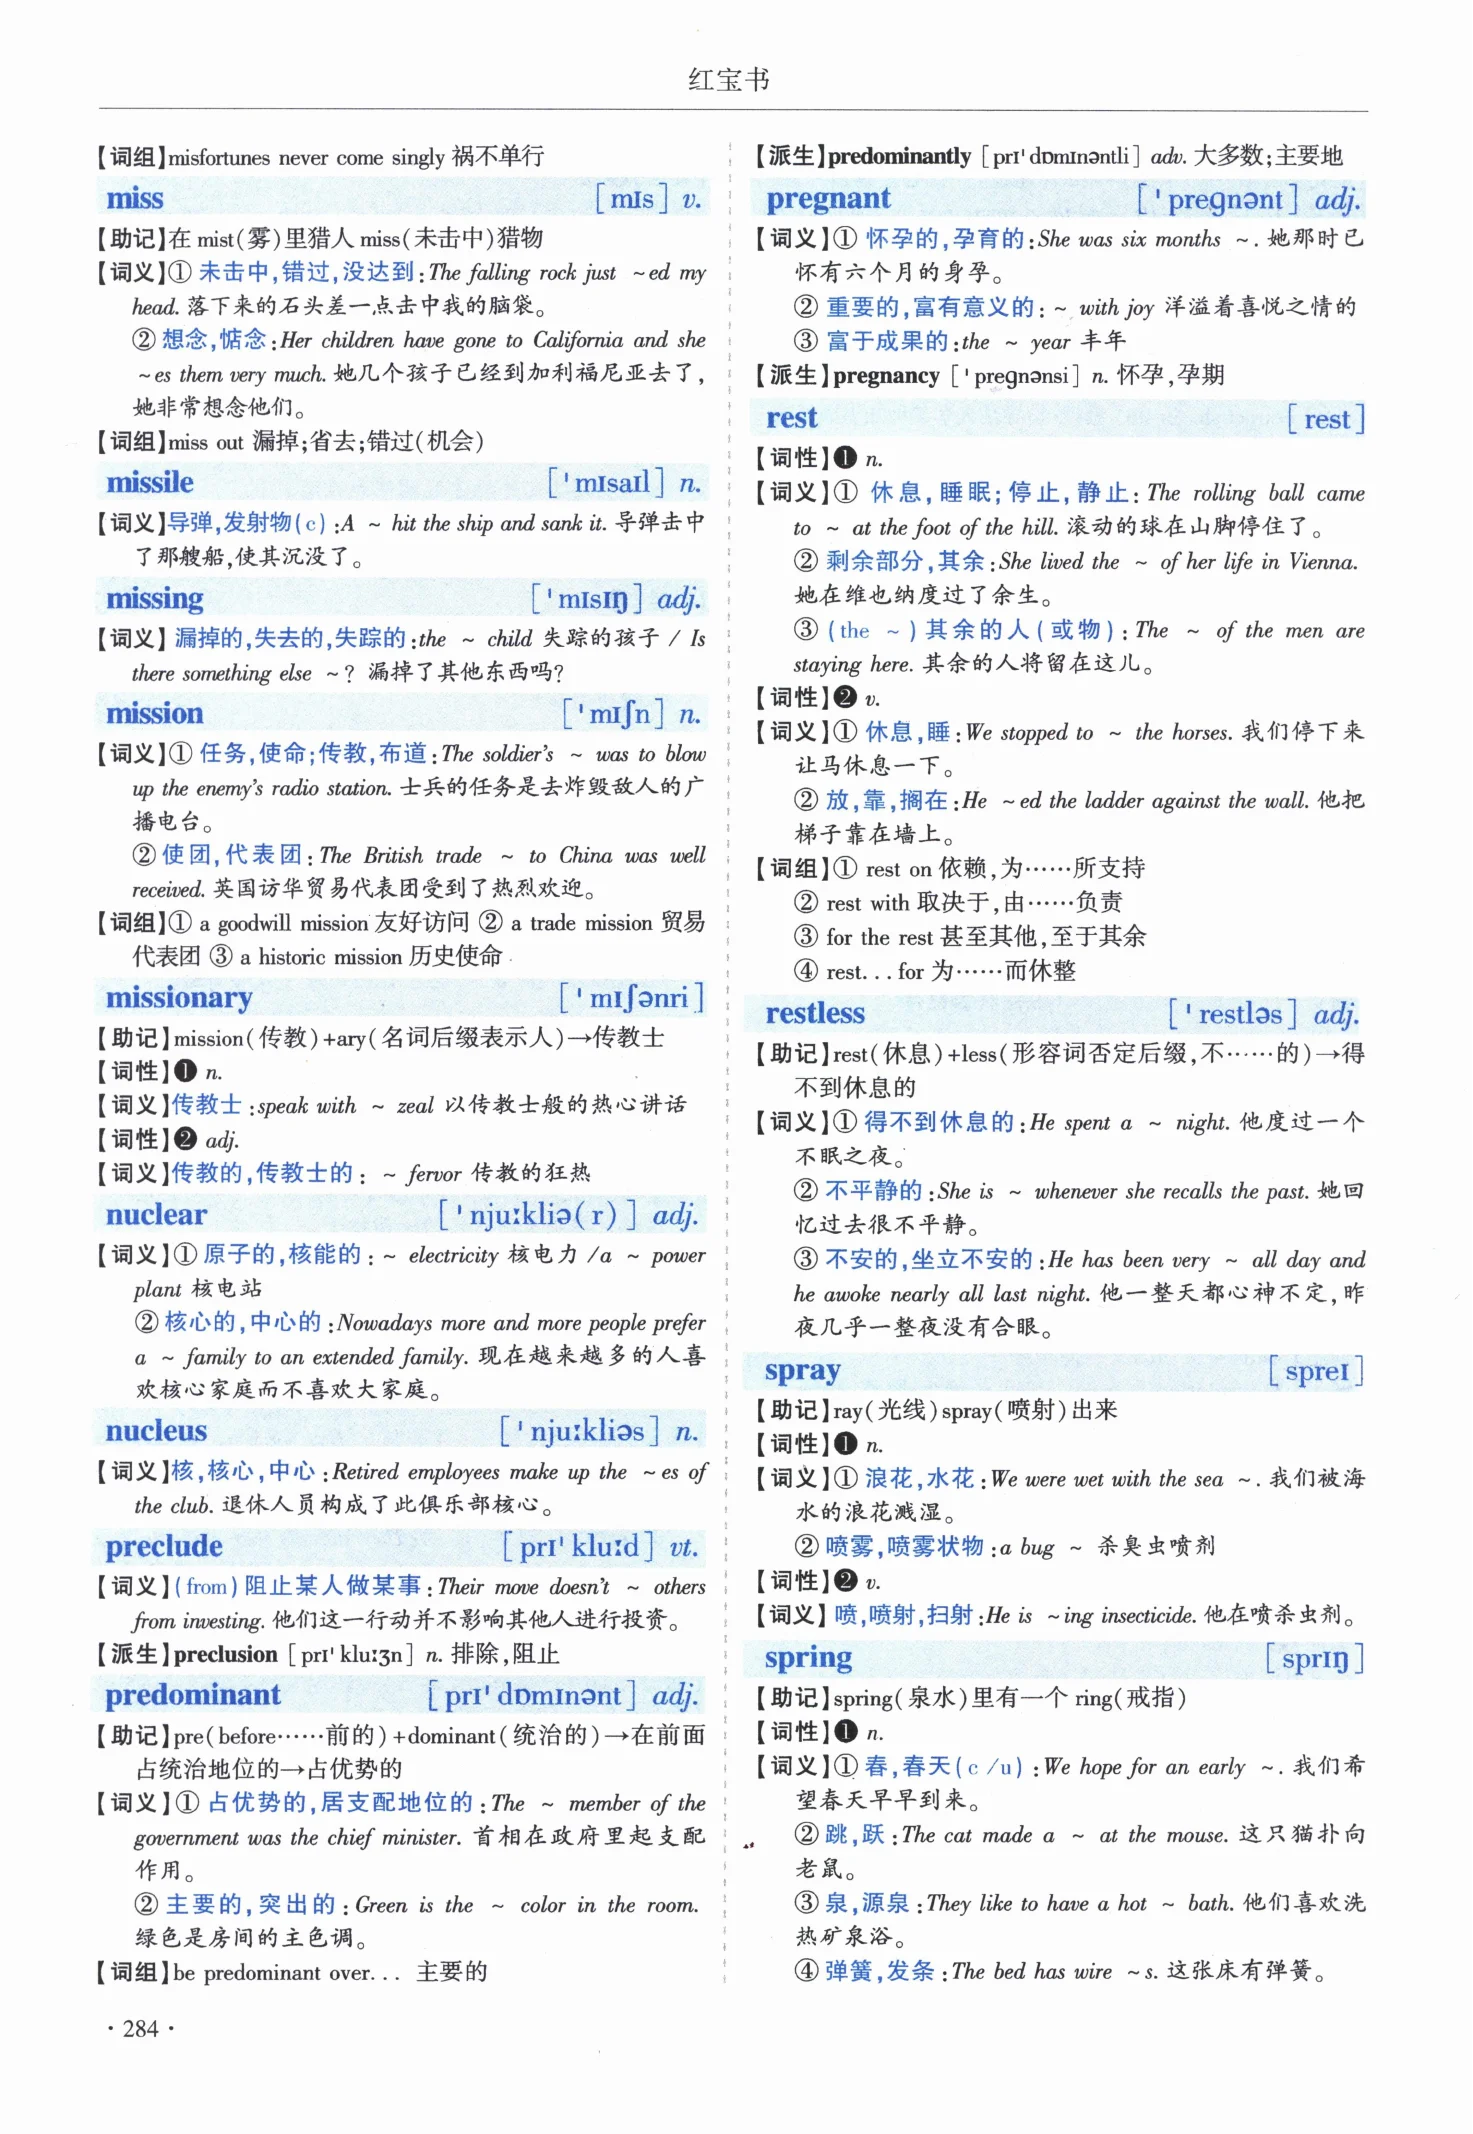 红宝书
【词组】misfortunes never come singly 祸不单行
miss [mɪs] v.
【助记】在 mist(雾)里猎人 miss(未击中)猎物
【词义】① 未击中,错过,没达到:The falling rock just ~ed my
head. 落下来的石头差一点击中我的脑袋。
② 想念,惦念:Her children have gone to California and she
~es them very much. 她几个孩子已经到加利福尼亚去了,
她非常想念他们。
【词组】miss out 漏掉;省去;错过(机会)
missile [ˈmɪsaɪl] n.
【词义】导弹,发射物(c) :A ~ hit the ship and sank it. 导弹击中
了那艘船,使其沉没了。
missing [ˈmɪsɪŋ] adj.
【词义】漏掉的,失去的,失踪的:the ~ child 失踪的孩子 / Is
there something else ~? 漏掉了其他东西吗?
mission [ˈmɪʃn] n.
【词义】① 任务,使命;传教,布道:The soldier's ~ was to blow
up the enemy's radio station. 士兵的任务是去炸毁敌人的广
播电台。
② 使团,代表团:The British trade ~ to China was well
received. 英国访华贸易代表团受到了热烈欢迎。
【词组】① a goodwill mission 友好访问 ② a trade mission 贸易
代表团 ③ a historic mission 历史使命
missionary [ˈmɪʃənri]
【助记】mission(传教)+ary(名词后缀表示人)→传教士
【词性】❶ n.
【词义】传教士:speak with ~ zeal 以传教士般的热心讲话
【词性】❷ adj.
【词义】传教的,传教士的: ~ fervor 传教的狂热
nuclear [ˈnjuːkliə(r)] adj.
【词义】① 原子的,核能的: ~ electricity 核电力 /a ~ power
plant 核电站
② 核心的,中心的:Nowadays more and more people prefer
a ~ family to an extended family. 现在越来越多的人喜
欢核心家庭而不喜欢大家庭。
nucleus [ˈnjuːkliəs] n.
【词义】核,核心,中心:Retired employees make up the ~es of
the club. 退休人员构成了此俱乐部核心。
preclude [prɪˈkluːd] vt.
【词义】(from)阻止某人做某事:Their move doesn't ~ others
from investing. 他们这一行动并不影响其他人进行投资。
【派生】preclusion [prɪˈkluːʒn] n. 排除,阻止
predominant [prɪˈdɒmɪnənt] adj.
【助记】pre(before……前的)+dominant(统治的)→在前面
占统治地位的→占优势的
【词义】① 占优势的,居支配地位的:The ~ member of the
government was the chief minister. 首相在政府里起支配
作用。
② 主要的,突出的:Green is the ~ color in the room.
绿色是房间的主色调。
【词组】be predominant over... 主要的
· 284 ·
【派生】predominantly [prɪˈdɒmɪnəntli] adv. 大多数;主要地
pregnant [ˈpreɡnənt] adj.
【词义】① 怀孕的,孕育的:She was six months ~. 她那时已
怀有六个月的身孕。
② 重要的,富有意义的: ~ with joy 洋溢着喜悦之情的
③ 富于成果的:the ~ year 丰年
【派生】pregnancy [ˈpreɡnənsi] n. 怀孕,孕期
rest [rest]
【词性】❶ n.
【词义】① 休息,睡眠;停止,静止:The rolling ball came
to ~ at the foot of the hill. 滚动的球在山脚停住了。
② 剩余部分,其余:She lived the ~ of her life in Vienna.
她在维也纳度过了余生。
③ (the ~)其余的人(或物):The ~ of the men are
staying here. 其余的人将留在这儿。
【词性】❷ v.
【词义】① 休息,睡:We stopped to ~ the horses. 我们停下来
让马休息一下。
② 放,靠,搁在:He ~ed the ladder against the wall. 他把
梯子靠在墙上。
【词组】① rest on 依赖,为……所支持
② rest with 取决于,由……负责
③ for the rest 甚至其他,至于其余
④ rest...for 为……而休整
restless [ˈrestləs] adj.
【助记】rest(休息)+less(形容词否定后缀,不……的)→得
不到休息的
【词义】① 得不到休息的:He spent a ~ night. 他度过一个
不眠之夜。
② 不平静的:She is ~ whenever she recalls the past. 她回
忆过去很不平静。
③ 不安的,坐立不安的:He has been very ~ all day and
he awoke nearly all last night. 他一整天都心神不定,昨
夜几乎一整夜没有合眼。
spray [spreɪ]
【助记】ray(光线)spray(喷射)出来
【词性】❶ n.
【词义】① 浪花,水花:We were wet with the sea ~. 我们被海
水的浪花溅湿。
② 喷雾,喷雾状物:a bug ~ 杀臭虫喷剂
【词性】❷ v.
【词义】喷,喷射,扫射:He is ~ing insecticide. 他在喷杀虫剂。
spring [sprɪŋ]
【助记】spring(泉水)里有一个 ring(戒指)
【词性】❶ n.
【词义】① 春,春天(c /u) :We hope for an early ~. 我们希
望春天早早到来。
② 跳,跃:The cat made a ~ at the mouse. 这只猫扑向
老鼠。
③ 泉,源泉:They like to have a hot ~ bath. 他们喜欢洗
热矿泉浴。
④ 弹簧,发条:The bed has wire ~s. 这张床有弹簧。